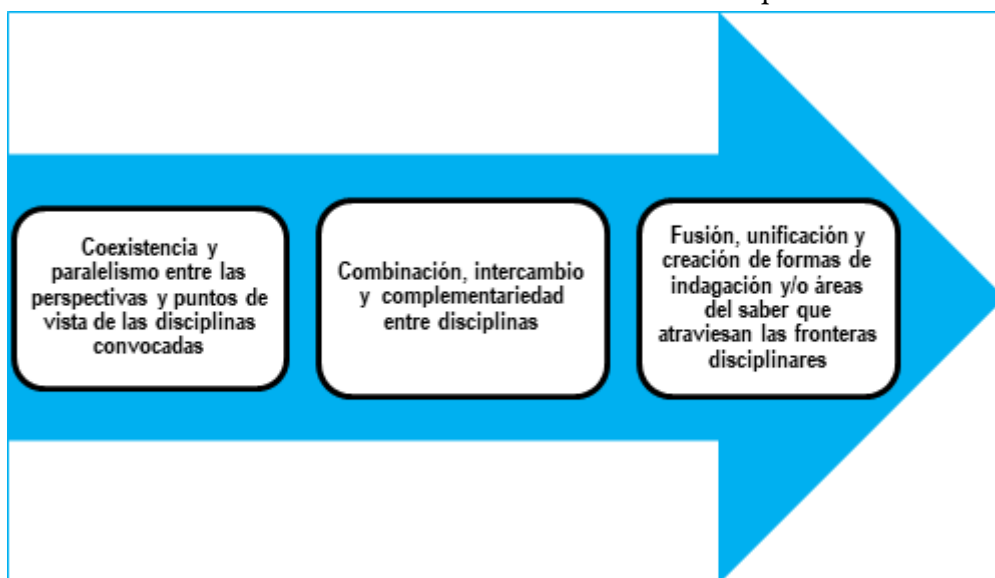 Coexistencia y
paralelismo entre las
perspectivas y puntos de
vista de las disciplinas
convocadas
Combinación, intercambio
y complementariedad
entre disciplinas
Fusión, unificación y
creación de formas de
indagación y/o áreas
del saber que
atraviesan las fronteras
disciplinares